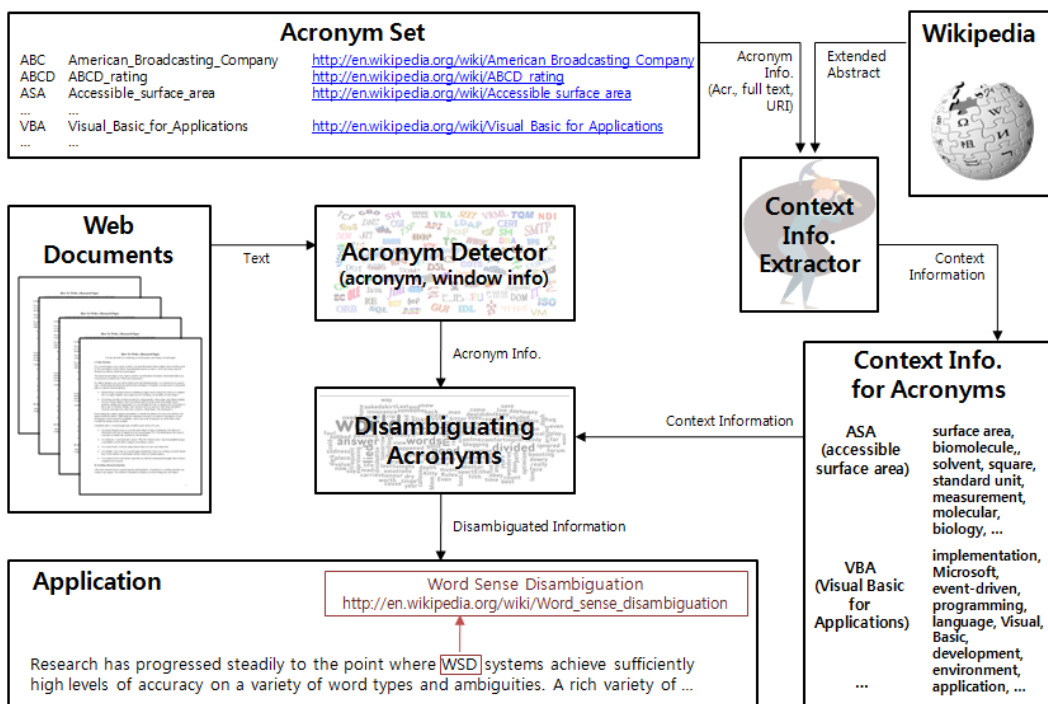 Acronym Set
ABC American_Broadcasting_Company http://en.wikipedia.org/wiki/American Broadcasting Company
ABCD ABCD_rating http://en.wikipedia.org/wiki/ABCD rating
ASA Accessible_surface_area http://en.wikipedia.org/wiki/Accessible surface area
... ...
VBA Visual_Basic_for_Applications http://en.wikipedia.org/wiki/Visual Basic for Applications
... ...
Acronym
Info.
(Acr., full text,
URI)
Extended
Abstract
Wikipedia
Web
Documents
Text
Acronym Detector
(acronym, window info)
Context
Info.
Extractor
Context
Information
Acronym Info.
Disambiguating
Acronyms
Context Information
Context Info.
for Acronyms
ASA
(accessible
surface area)
surface area,
biomolecule,,
solvent, square,
standard unit,
measurement,
molecular,
biology, ...
VBA
(Visual Basic
for
Applications)
implementation,
Microsoft,
event-driven,
programming,
language, Visual,
Basic,
development,
environment,
application, ...
...
Disambiguated Information
Application
Word Sense Disambiguation
http://en.wikipedia.org/wiki/Word_sense_disambiguation
Research has progressed steadily to the point where WSD systems achieve sufficiently
high levels of accuracy on a variety of word types and ambiguities. A rich variety of ...